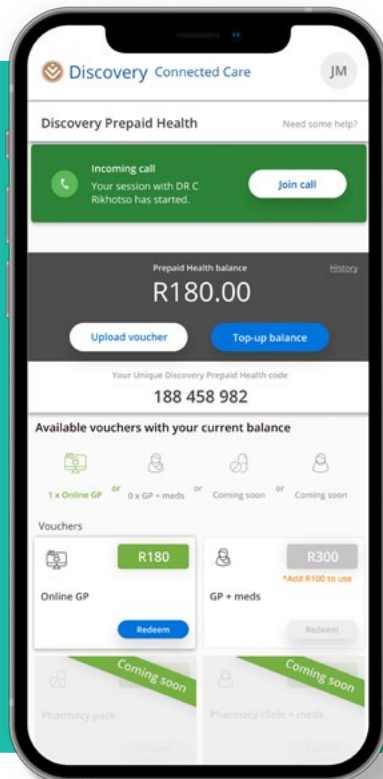 Discovery Connected Care
JM
Discovery Prepaid Health
Need some help?
Incoming call
Your session with DR C
Rikhotso has started.
Join call
Prepaid Health balance
History
R180.00
Upload voucher
Top-up balance
Your Unique Discovery Prepaid Health code
188 458 982
Available vouchers with your current balance
1 x Online GP or 0 x GP + meds or Coming soon or Coming soon
Vouchers
R180
Online GP
Redeem
R300
*Add R100 to use
GP + meds
Redeem
Coming soon
Pharmacy pack
Coming soon
Pharmacy clinic + meds